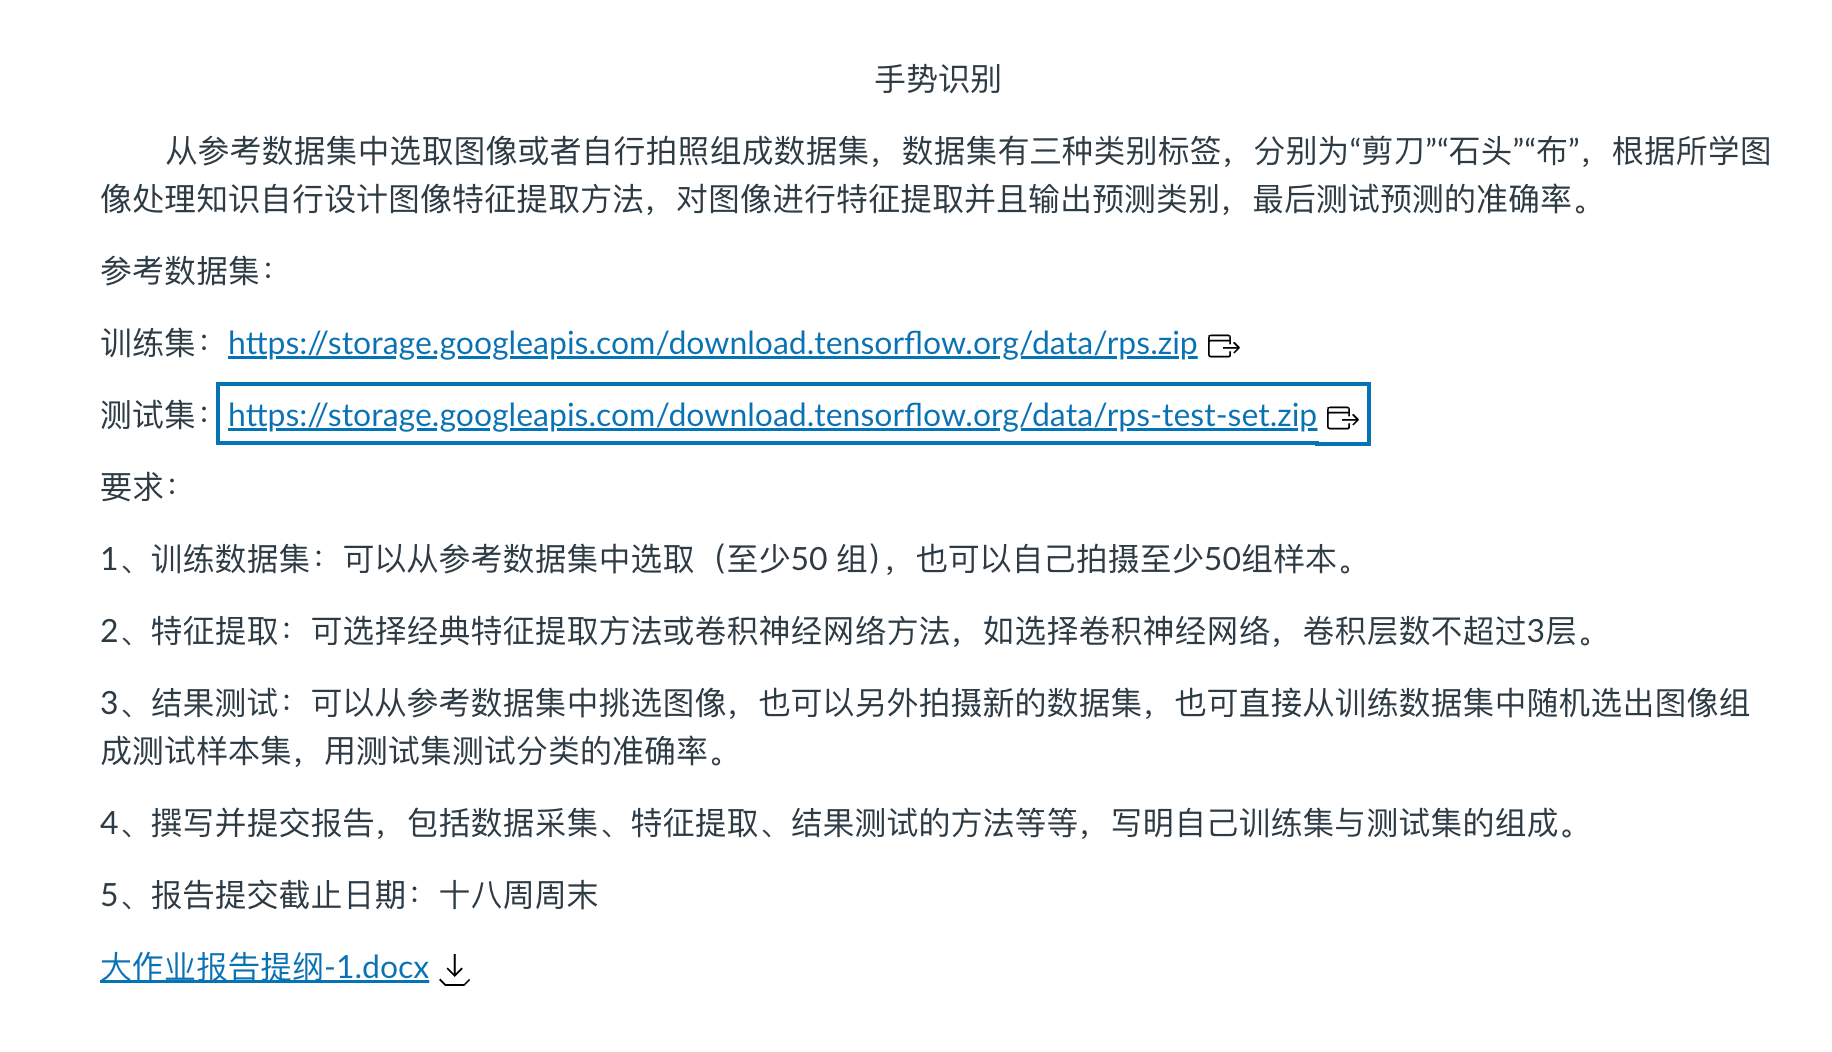 手势识别
从参考数据集中选取图像或者自行拍照组成数据集，数据集有三种类别标签，分别为“剪刀”“石头”“布”，根据所学图
像处理知识自行设计图像特征提取方法，对图像进行特征提取并且输出预测类别，最后测试预测的准确率。
参考数据集：
训练集：https://storage.googleapis.com/download.tensorflow.org/data/rps.zip
测试集：https://storage.googleapis.com/download.tensorflow.org/data/rps-test-set.zip
要求：
1、训练数据集：可以从参考数据集中选取（至少50 组），也可以自己拍摄至少50组样本。
2、特征提取：可选择经典特征提取方法或卷积神经网络方法，如选择卷积神经网络，卷积层数不超过3层。
3、结果测试：可以从参考数据集中挑选图像，也可以另外拍摄新的数据集，也可直接从训练数据集中随机选出图像组
成测试样本集，用测试集测试分类的准确率。
4、撰写并提交报告，包括数据采集、特征提取、结果测试的方法等等，写明自己训练集与测试集的组成。
5、报告提交截止日期：十八周周末
大作业报告提纲-1.docx